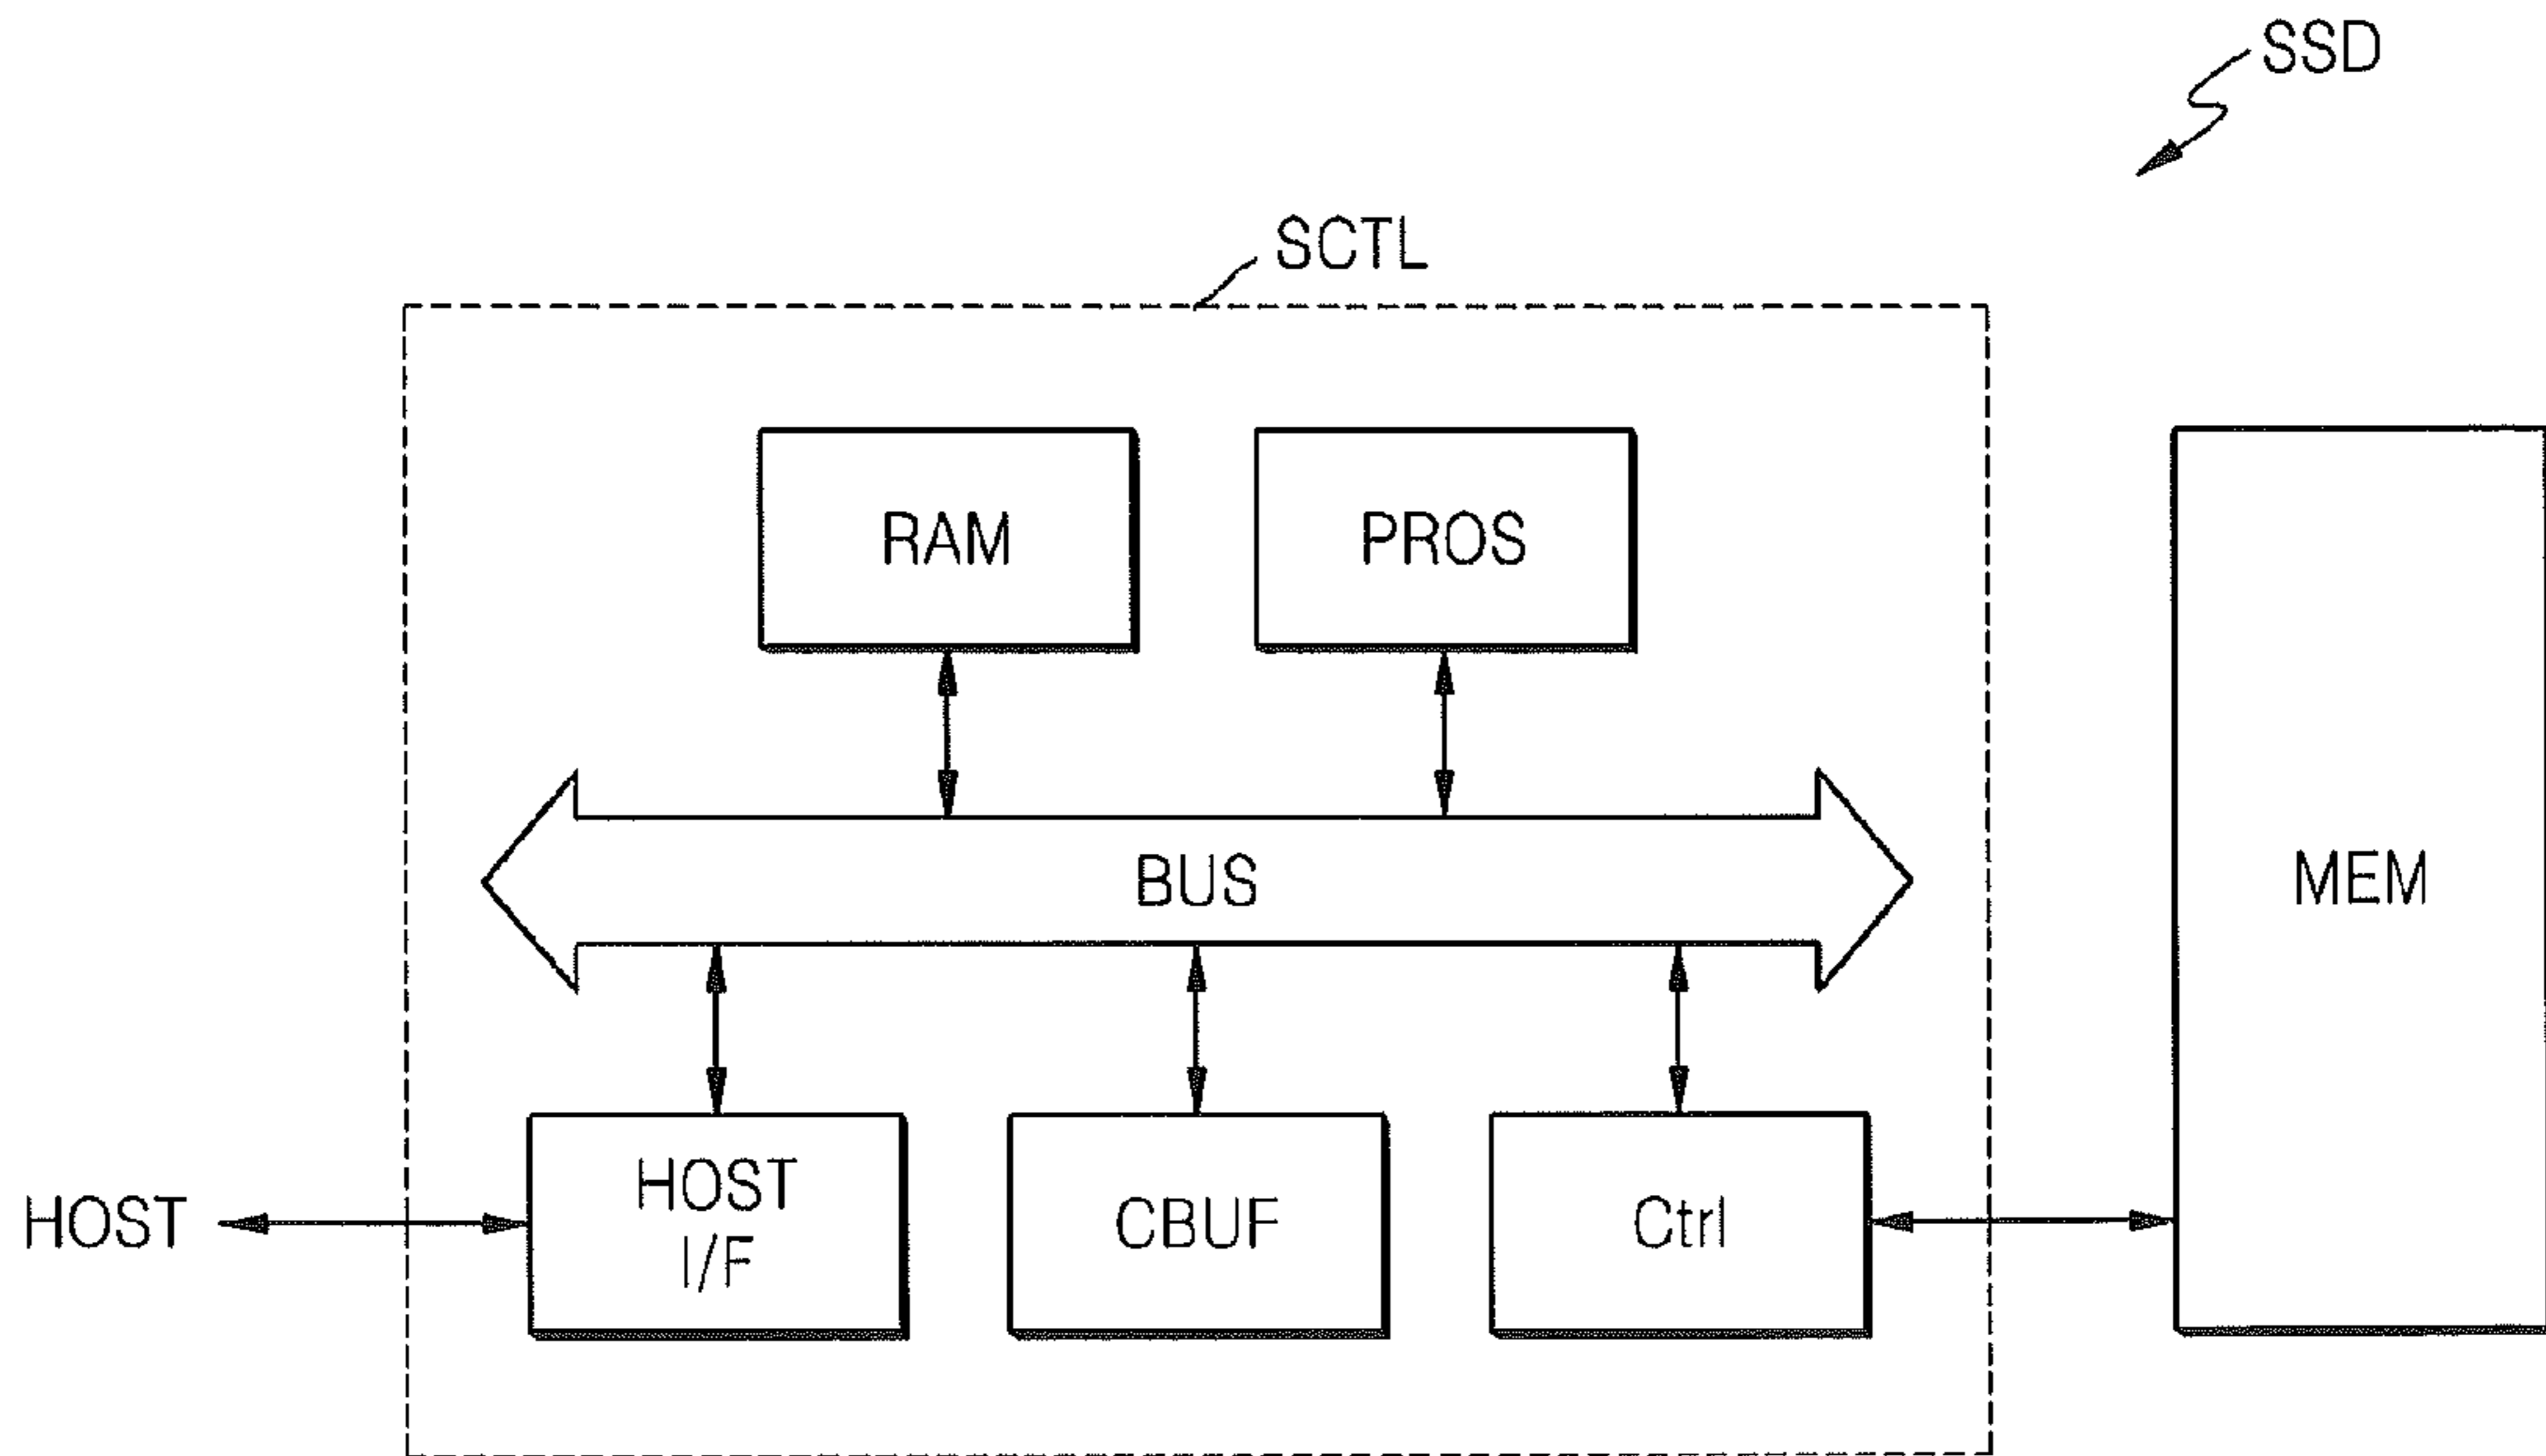 SSD
SCTL
RAM
PROS
BUS
MEM
HOST
HOST
I/F
CBUF
Ctrl